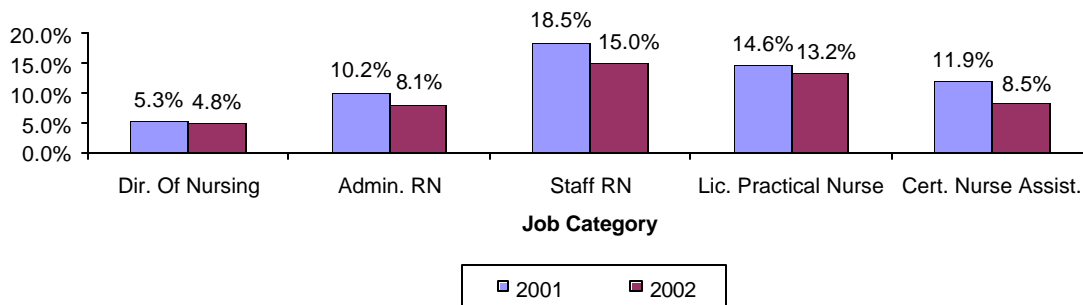 18.5%
20.0% 15.0% 14.6% 13.2%
15.0% 10.2% 11.9%
10.0% 5.3% 4.8% 8.1% 8.5%
5.0%
0.0%
Dir. Of Nursing Admin. RN Staff RN Lic. Practical Nurse Cert. Nurse Assist.
Job Category
2001 2002